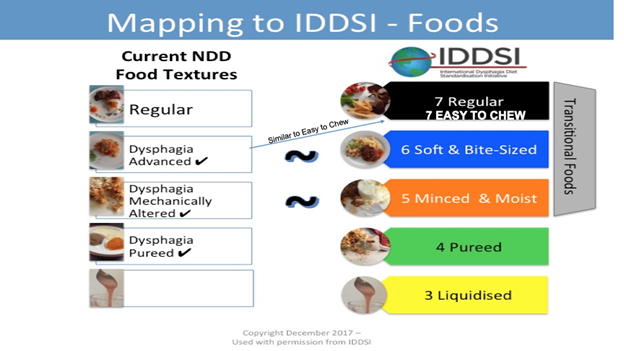 Mapping to IDDSI - Foods
Current NDD
Food Textures
IDDSI
International Dysphagia Diet
Standardisation Initiative
Regular
7 Regular
7 EASY TO CHEW
Similar to Easy to Chew
Dysphagia
Advanced ✔
~
6 Soft & Bite-Sized
Dysphagia
Mechanically
Altered ✔
~
5 Minced & Moist
Dysphagia
Pureed ✔
4 Pureed
3 Liquidised
Transitional Foods
Copyright December 2017 –
Used with permission from IDDSI